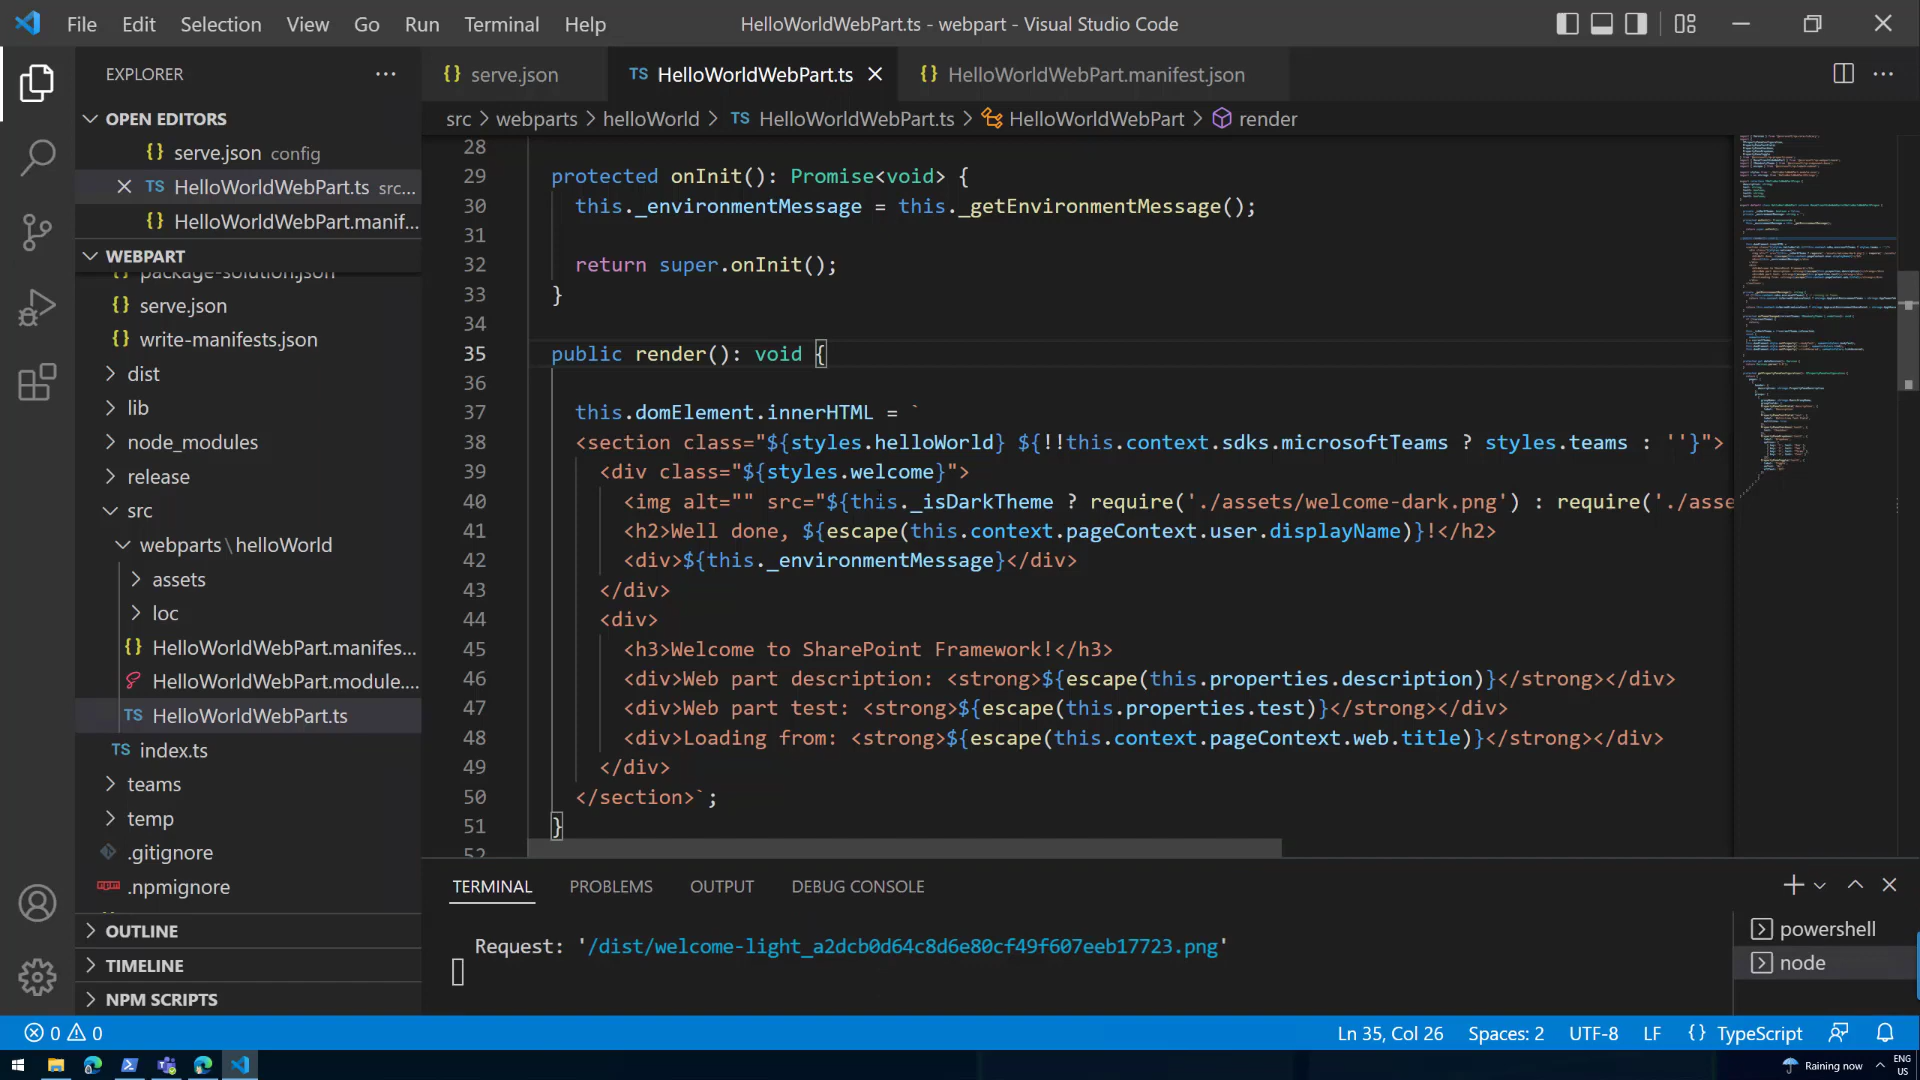 File Edit Selection View Go Run Terminal Help
HelloWorldWebPart.ts - webpart - Visual Studio Code
EXPLORER
OPEN EDITORS
{} serve.json config
TS HelloWorldWebPart.ts src...
{} HelloWorldWebPart.manif...
WEBPART
package-solution.json
{} serve.json
{} write-manifests.json
dist
lib
node_modules
release
src
webparts\helloWorld
assets
loc
{} HelloWorldWebPart.manifes...
HelloWorldWebPart.module....
TS HelloWorldWebPart.ts
TS index.ts
teams
temp
.gitignore
.npmignore
OUTLINE
TIMELINE
NPM SCRIPTS
{} serve.json
TS HelloWorldWebPart.ts
{} HelloWorldWebPart.manifest.json
src > webparts > helloWorld > TS HelloWorldWebPart.ts > HelloWorldWebPart > render
28
29 protected onInit(): Promise<void> {
30 this._environmentMessage = this._getEnvironmentMessage();
31
32 return super.onInit();
33 }
34
35 public render(): void {
36
37 this.domElement.innerHTML = `
38 <section class="${styles.helloWorld} ${!!this.context.sdks.microsoftTeams ? styles.teams : ''}">
39 <div class="${styles.welcome}">
40 <img alt="" src="${this._isDarkTheme ? require('./assets/welcome-dark.png') : require('./asse
41 <h2>Well done, ${escape(this.context.pageContext.user.displayName)}!</h2>
42 <div>${this._environmentMessage}</div>
43 </div>
44 <div>
45 <h3>Welcome to SharePoint Framework!</h3>
46 <div>Web part description: <strong>${escape(this.properties.description)}</strong></div>
47 <div>Web part test: <strong>${escape(this.properties.test)}</strong></div>
48 <div>Loading from: <strong>${escape(this.context.pageContext.web.title)}</strong></div>
49 </div>
50 </section>`;
51 }
52
TERMINAL PROBLEMS OUTPUT DEBUG CONSOLE
Request: '/dist/welcome-light_a2dcb0d64c8d6e80cf49f607eeb17723.png'
powershell
node
0 0
Ln 35, Col 26 Spaces: 2 UTF-8 LF {} TypeScript
Raining now
ENG
US